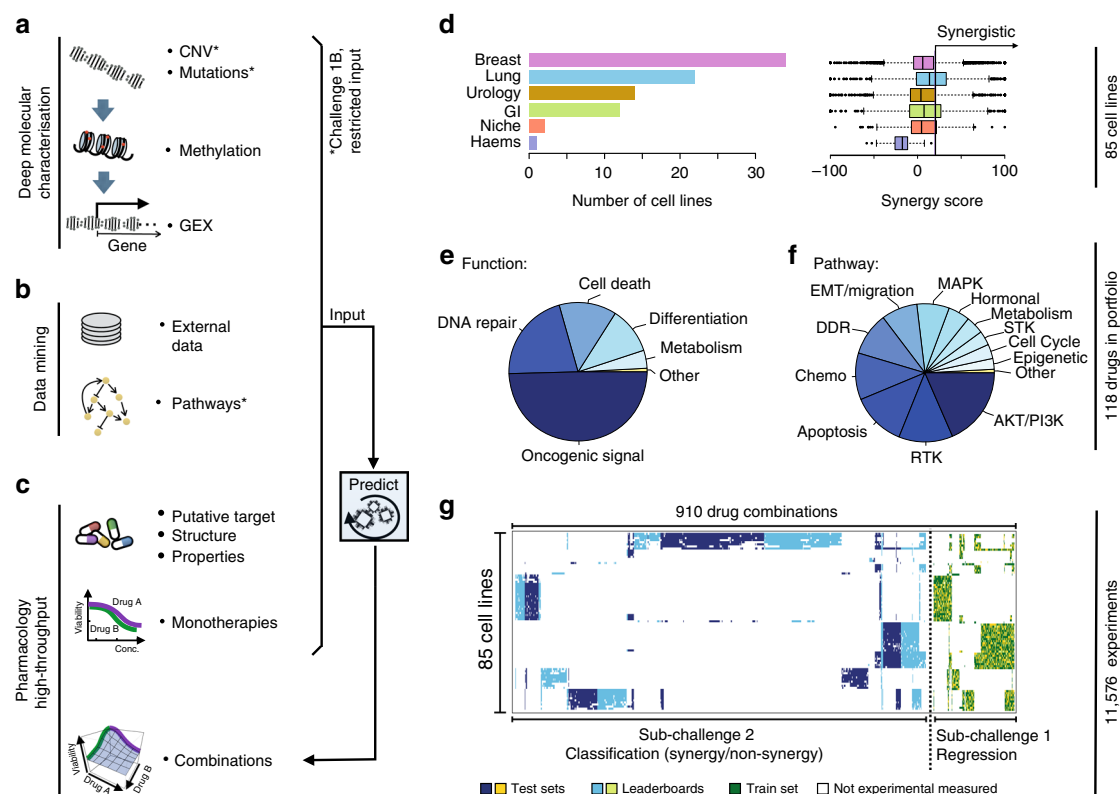 a
Deep molecular
characterisation
• CNV*
• Mutations*
• Methylation
• GEX
Gene
*Challenge 1B,
restricted input
b
Data mining
• External
data
• Pathways*
Input
Predict
c
Pharmacology
high-throughput
• Putative target
• Structure
• Properties
Viability
Drug A
Drug B
Conc.
• Monotherapies
Viability
Drug A
Drug B
• Combinations
d
Breast
Lung
Urology
GI
Niche
Haems
0 10 20 30
Number of cell lines
Synergistic
−100 0 100
Synergy score
85 cell lines
e
Function:
Cell death
DNA repair
Differentiation
Metabolism
Other
Oncogenic signal
f
Pathway:
MAPK
EMT/migration
Hormonal
Metabolism
DDR
STK
Cell Cycle
Epigenetic
Chemo
Other
Apoptosis
AKT/PI3K
RTK
118 drugs in portfolio
g
910 drug combinations
85 cell lines
Sub-challenge 2
Classification (synergy/non-synergy)
Sub-challenge 1
Regression
Test sets Leaderboards Train set Not experimental measured
11,576 experiments